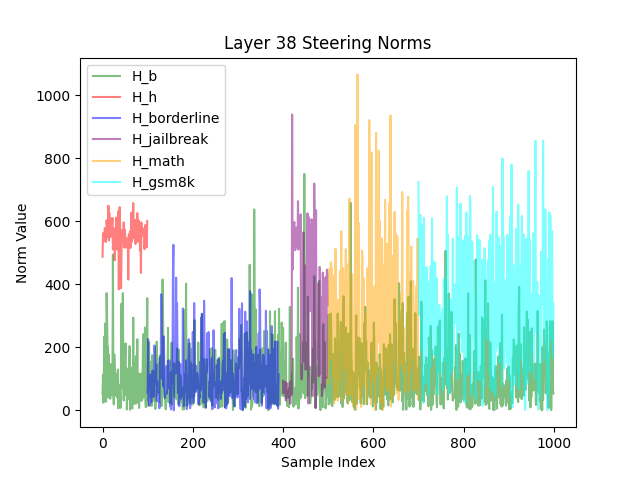 Layer 38 Steering Norms
H_b
H_h
H_borderline
H_jailbreak
H_math
H_gsm8k
Norm Value
1000
800
600
400
200
0
0 200 400 600 800 1000
Sample Index